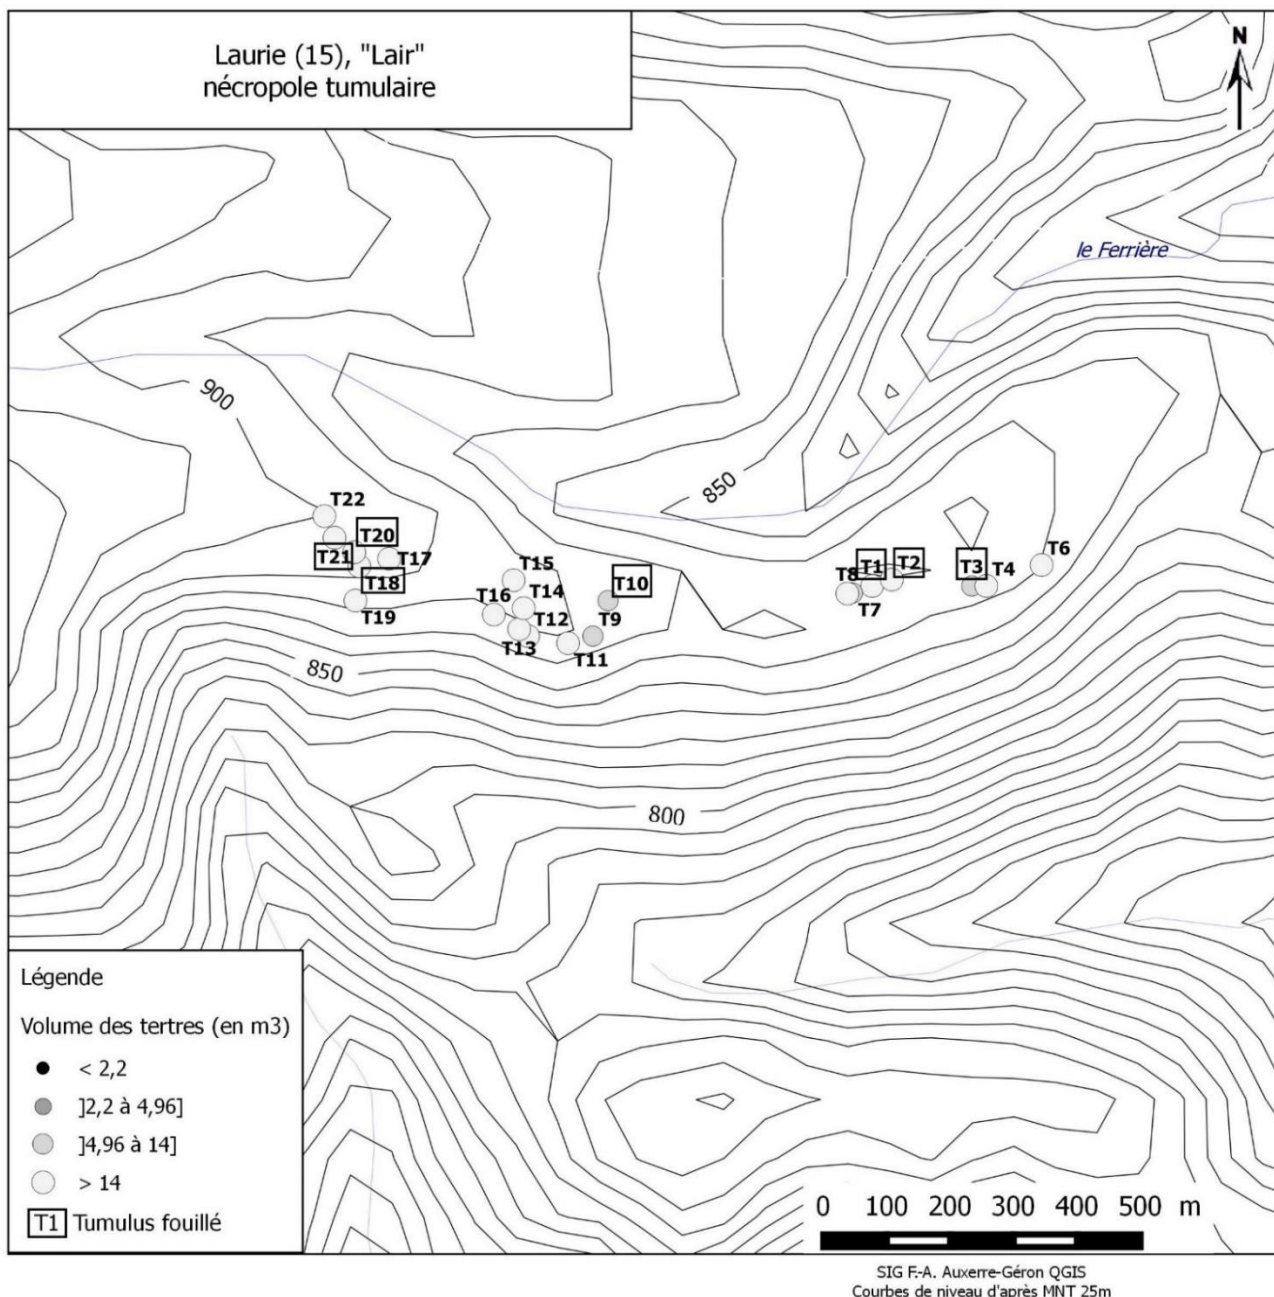 Laurie (15), "Lair"
nécropole tumulaire
N
le Ferrière
900
850
T22
T20
T21
T17
T18
T19
T15
T16
T14
T12
T13
T10
T9
T11
T1
T2
T8
T7
T3
T4
T6
850
800
Légende
Volume des tertres (en m3)
< 2,2
]2,2 à 4,96]
]4,96 à 14]
> 14
T1 Tumulus fouillé
0 100 200 300 400 500 m
SIG F.-A. Auxerre-Géron QGIS
Courbes de niveau d'après MNT 25m